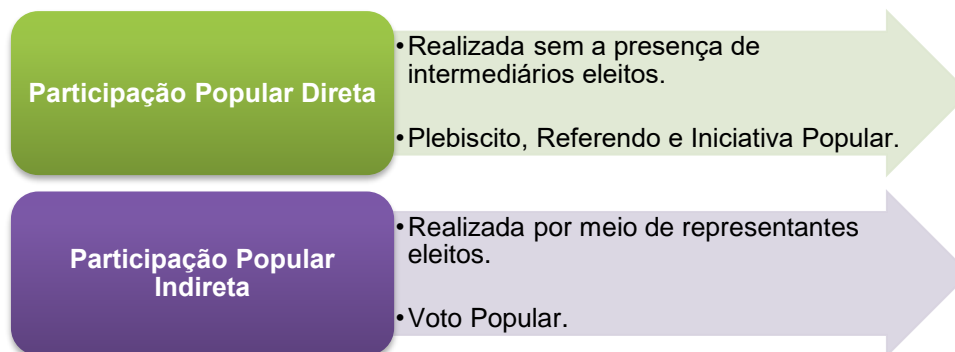 Participação Popular Direta
•Realizada sem a presença de
intermediários eleitos.
•Plebiscito, Referendo e Iniciativa Popular.
Participação Popular
Indireta
•Realizada por meio de representantes
eleitos.
•Voto Popular.